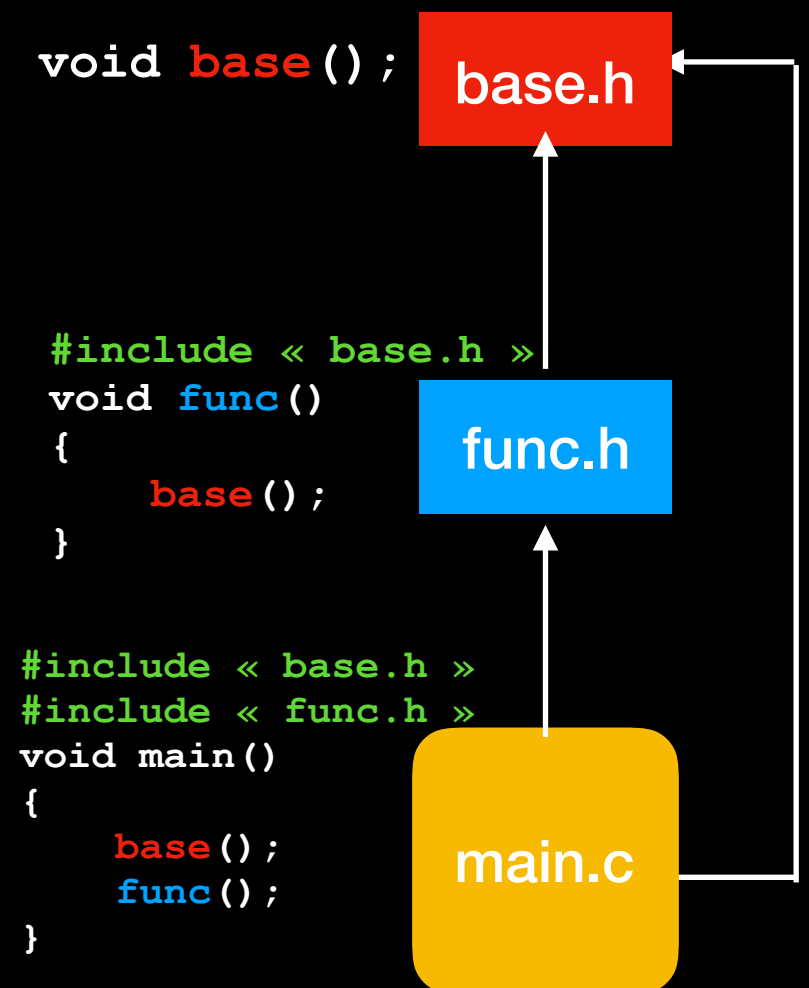 void base();
base.h
#include « base.h »
void func()
{
base();
}
func.h
#include « base.h »
#include « func.h »
void main()
{
base();
func();
}
main.c